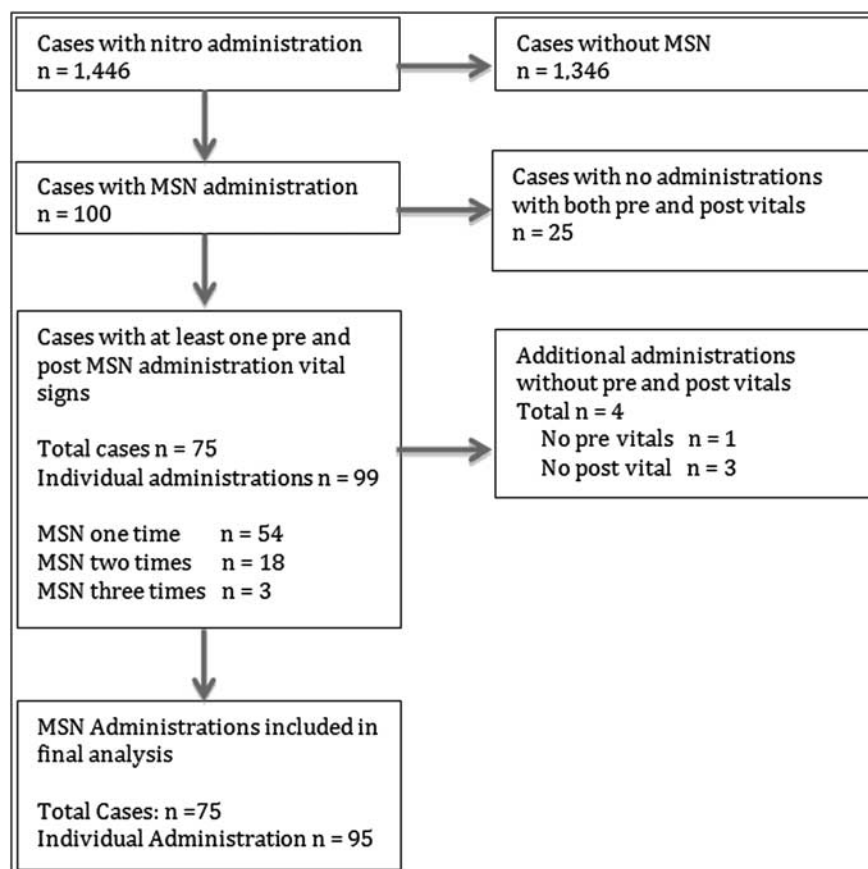 Cases with nitro administration
n = 1,446
Cases without MSN
n = 1,346
Cases with MSN administration
n = 100
Cases with no administrations
with both pre and post vitals
n = 25
Cases with at least one pre and
post MSN administration vital
signs
Total cases n = 75
Individual administrations n = 99
MSN one time n = 54
MSN two times n = 18
MSN three times n = 3
Additional administrations
without pre and post vitals
Total n = 4
No pre vitals n = 1
No post vital n = 3
MSN Administrations included in
final analysis
Total Cases: n =75
Individual Administration n = 95